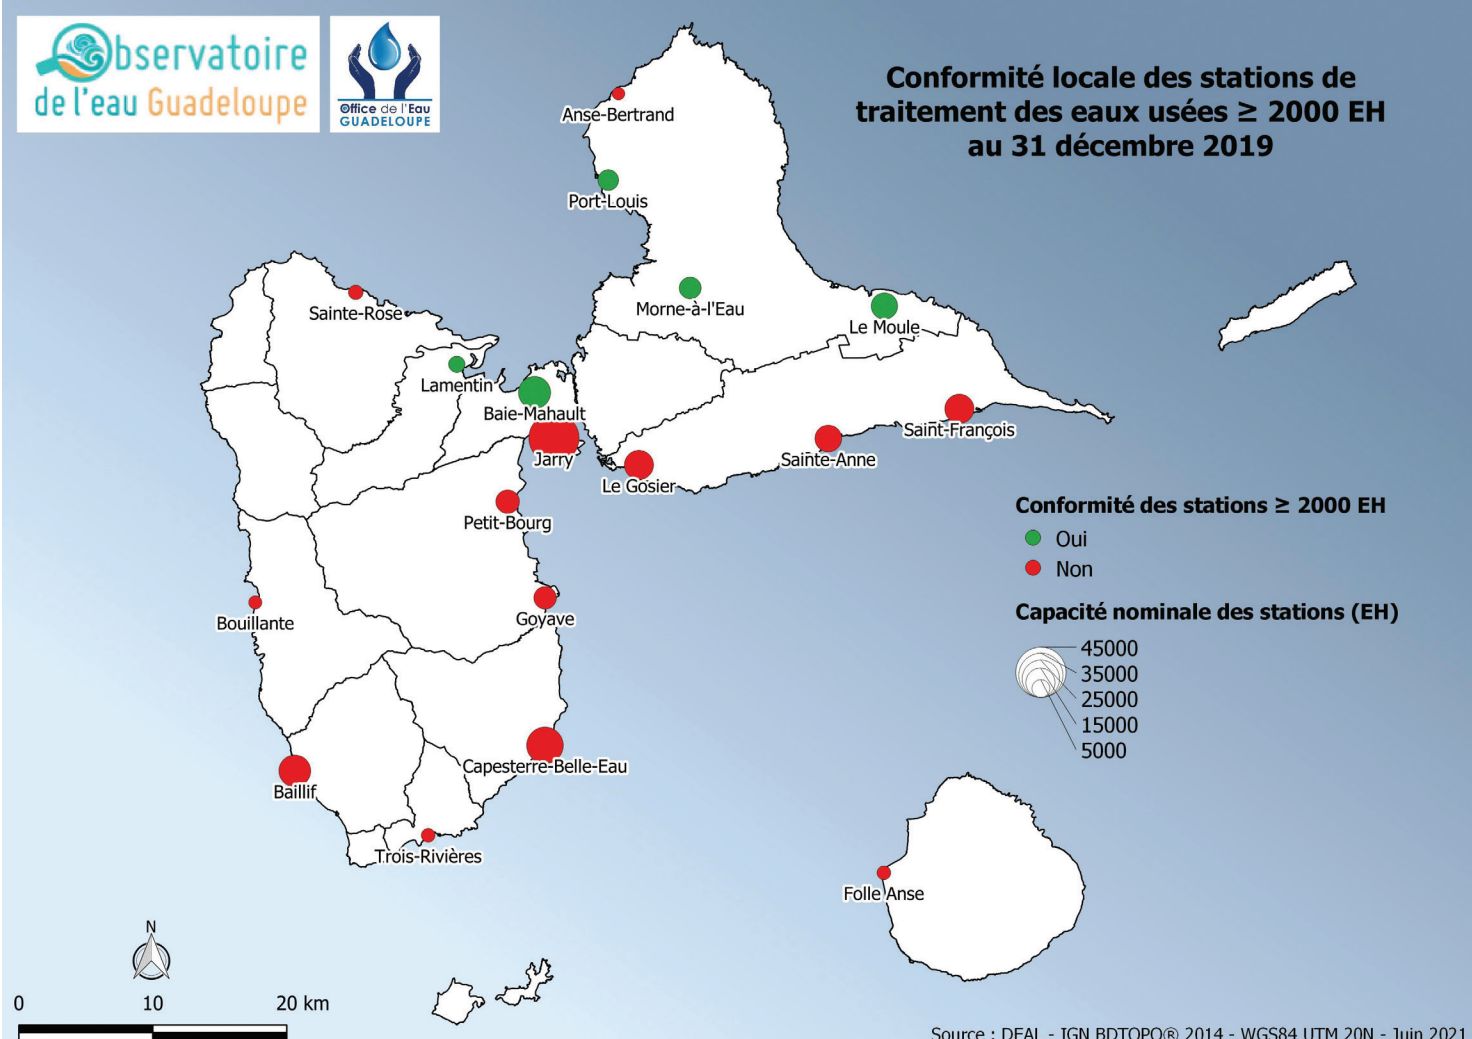 Observatoire
de l'eau Guadeloupe
Office de l'Eau
GUADELOUPE
Conformité locale des stations de
traitement des eaux usées ≥ 2000 EH
au 31 décembre 2019
Anse-Bertrand
Port-Louis
Morne-à-l'Eau
Le Moule
Sainte-Rose
Lamentin
Baie-Mahault
Jarry
Saint-François
Sainte-Anne
Le Gosier
Petit-Bourg
Goyave
Bouillante
Capesterre-Belle-Eau
Baillif
Trois-Rivières
Folle Anse
Conformité des stations ≥ 2000 EH
Oui
Non
Capacité nominale des stations (EH)
45000
35000
25000
15000
5000
N
0 10 20 km
Source : DEAL - IGN BDTOPO® 2014 - WGS84 UTM 20N - Juin 2021